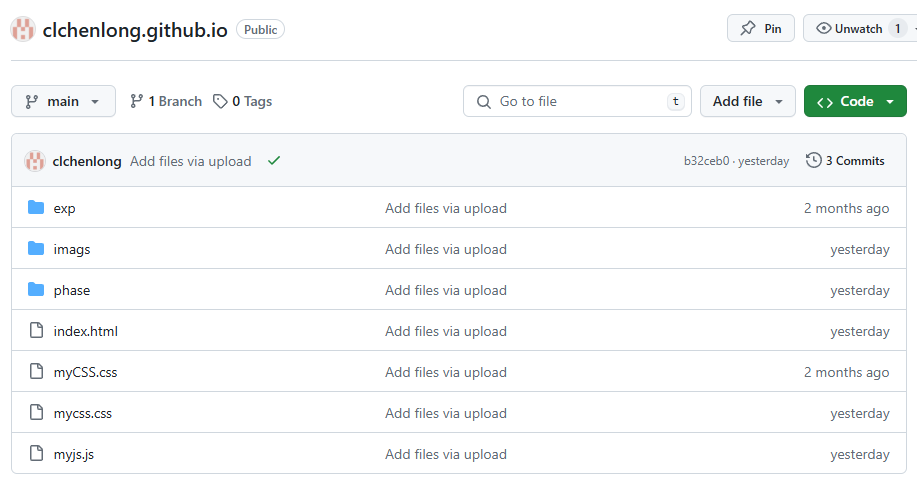 clchenlong.github.io Public Pin Unwatch 1
main 1 Branch 0 Tags Go to file t Add file Code
clchenlong Add files via upload b32ceb0 · yesterday 3 Commits
exp Add files via upload 2 months ago
imags Add files via upload yesterday
phase Add files via upload yesterday
index.html Add files via upload yesterday
myCSS.css Add files via upload 2 months ago
mycss.css Add files via upload yesterday
myjs.js Add files via upload yesterday